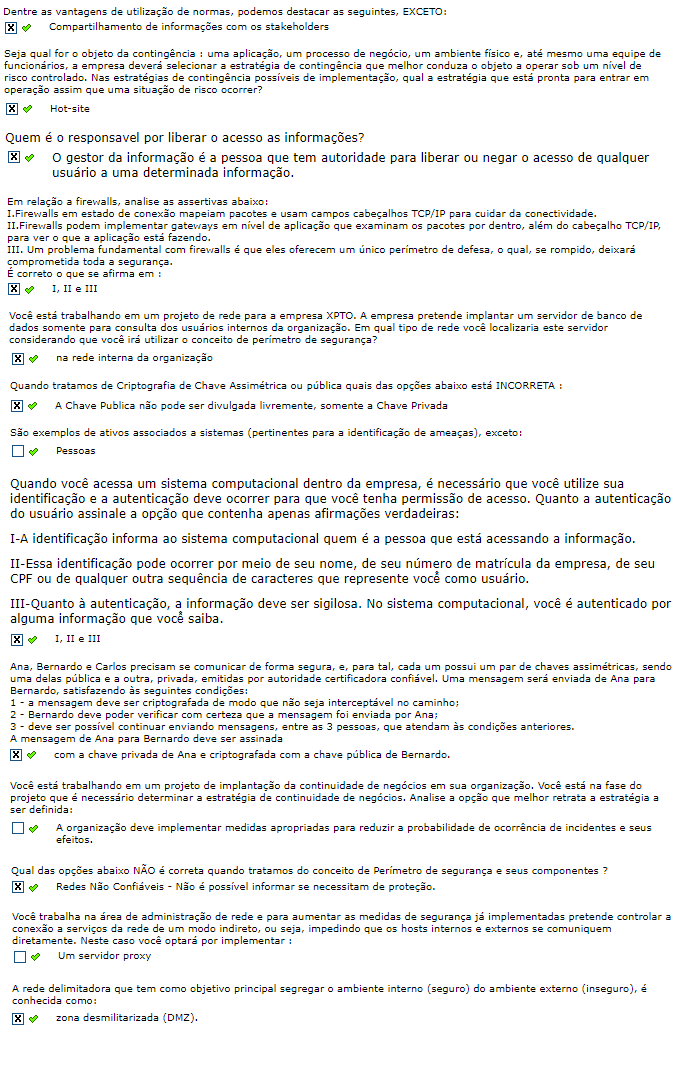 Dentre as vantagens de utilização de normas, podemos destacar as seguintes, EXCETO:
Compartilhamento de informações com os stakeholders
Seja qual for o objeto da contingência : uma aplicação, um processo de negócio, um ambiente físico e, até mesmo uma equipe de
funcionários, a empresa deverá selecionar a estratégia de contingência que melhor conduza o objeto a operar sob um nível de
risco controlado. Nas estratégias de contingência possíveis de implementação, qual a estratégia que está pronta para entrar em
operação assim que uma situação de risco ocorrer?
Hot-site
Quem é o responsavel por liberar o acesso as informações?
O gestor da informação é a pessoa que tem autoridade para liberar ou negar o acesso de qualquer
usuário a uma determinada informação.
Em relação a firewalls, analise as assertivas abaixo:
I.Firewalls em estado de conexão mapeiam pacotes e usam campos cabeçalhos TCP/IP para cuidar da conectividade.
II.Firewalls podem implementar gateways em nível de aplicação que examinam os pacotes por dentro, além do cabeçalho TCP/IP,
para ver o que a aplicação está fazendo.
III. Um problema fundamental com firewalls é que eles oferecem um único perímetro de defesa, o qual, se rompido, deixará
comprometida toda a segurança.
É correto o que se afirma em :
I, II e III
Você está trabalhando em um projeto de rede para a empresa XPTO. A empresa pretende implantar um servidor de banco de
dados somente para consulta dos usuários internos da organização. Em qual tipo de rede você localizaria este servidor
considerando que você irá utilizar o conceito de perímetro de segurança?
na rede interna da organização
Quando tratamos de Criptografia de Chave Assimétrica ou pública quais das opções abaixo está INCORRETA :
A Chave Publica não pode ser divulgada livremente, somente a Chave Privada
São exemplos de ativos associados a sistemas (pertinentes para a identificação de ameaças), exceto:
Pessoas
Quando você acessa um sistema computacional dentro da empresa, é necessário que você utilize sua
identificação e a autenticação deve ocorrer para que você tenha permissão de acesso. Quanto a autenticação
do usuário assinale a opção que contenha apenas afirmações verdadeiras:
I-A identificação informa ao sistema computacional quem é a pessoa que está acessando a informação.
II-Essa identificação pode ocorrer por meio de seu nome, de seu número de matrícula da empresa, de seu
CPF ou de qualquer outra sequência de caracteres que represente você como usuário.
III-Quanto à autenticação, a informação deve ser sigilosa. No sistema computacional, você é autenticado por
alguma informação que você saiba.
I, II e III
Ana, Bernardo e Carlos precisam se comunicar de forma segura, e, para tal, cada um possui um par de chaves assimétricas, sendo
uma delas pública e a outra, privada, emitidas por autoridade certificadora confiável. Uma mensagem será enviada de Ana para
Bernardo, satisfazendo às seguintes condições:
1 - a mensagem deve ser criptografada de modo que não seja interceptável no caminho;
2 - Bernardo deve poder verificar com certeza que a mensagem foi enviada por Ana;
3 - deve ser possível continuar enviando mensagens, entre as 3 pessoas, que atendam às condições anteriores.
A mensagem de Ana para Bernardo deve ser assinada
com a chave privada de Ana e criptografada com a chave pública de Bernardo.
Você está trabalhando em um projeto de implantação da continuidade de negócios em sua organização. Você está na fase do
projeto que é necessário determinar a estratégia de continuidade de negócios. Analise a opção que melhor retrata a estratégia a
ser definida:
A organização deve implementar medidas apropriadas para reduzir a probabilidade de ocorrência de incidentes e seus
efeitos.
Qual das opções abaixo NÃO é correta quando tratamos do conceito de Perímetro de segurança e seus componentes ?
Redes Não Confiáveis - Não é possível informar se necessitam de proteção.
Você trabalha na área de administração de rede e para aumentar as medidas de segurança já implementadas pretende controlar a
conexão a serviços da rede de um modo indireto, ou seja, impedindo que os hosts internos e externos se comuniquem
diretamente. Neste caso você optará por implementar :
Um servidor proxy
A rede delimitadora que tem como objetivo principal segregar o ambiente interno (seguro) do ambiente externo (inseguro), é
conhecida como:
zona desmilitarizada (DMZ).